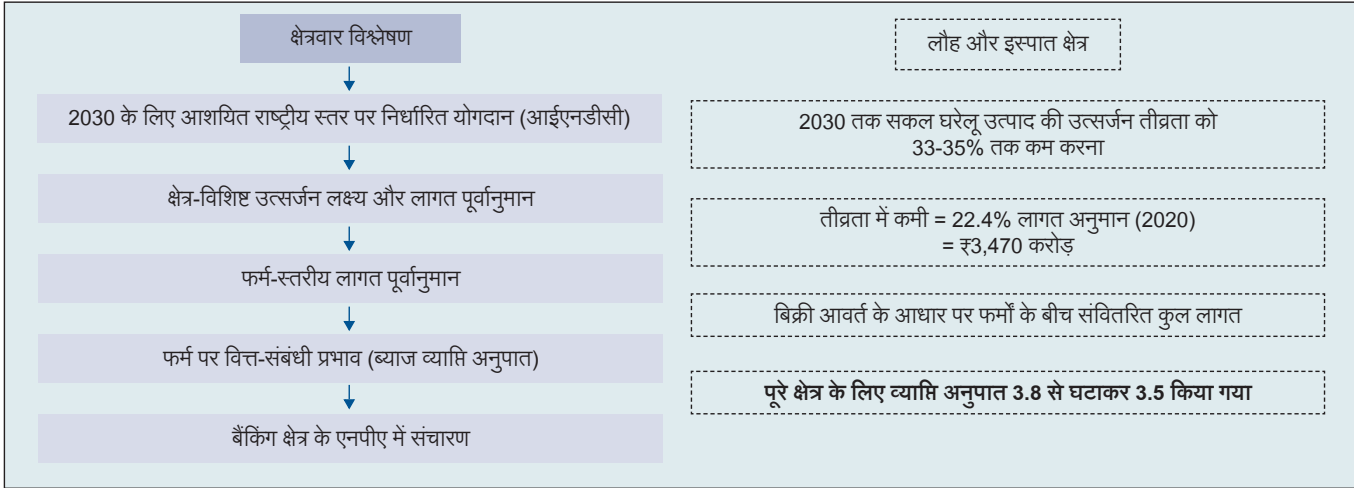 क्षेत्रवार विश्लेषण
2030 के लिए आशयित राष्ट्रीय स्तर पर निर्धारित योगदान (आईएनडीसी)
क्षेत्र-विशिष्ट उत्सर्जन लक्ष्य और लागत पूर्वानुमान
फर्म-स्तरीय लागत पूर्वानुमान
फर्म पर वित्त-संबंधी प्रभाव (ब्याज व्याप्ति अनुपात)
बैंकिंग क्षेत्र के एनपीए में संचारण
लौह और इस्पात क्षेत्र
2030 तक सकल घरेलू उत्पाद की उत्सर्जन तीव्रता को
33-35% तक कम करना
तीव्रता में कमी = 22.4% लागत अनुमान (2020)
= ₹3,470 करोड़
बिक्री आवर्त के आधार पर फर्मों के बीच संवितरित कुल लागत
पूरे क्षेत्र के लिए व्याप्ति अनुपात 3.8 से घटाकर 3.5 किया गया